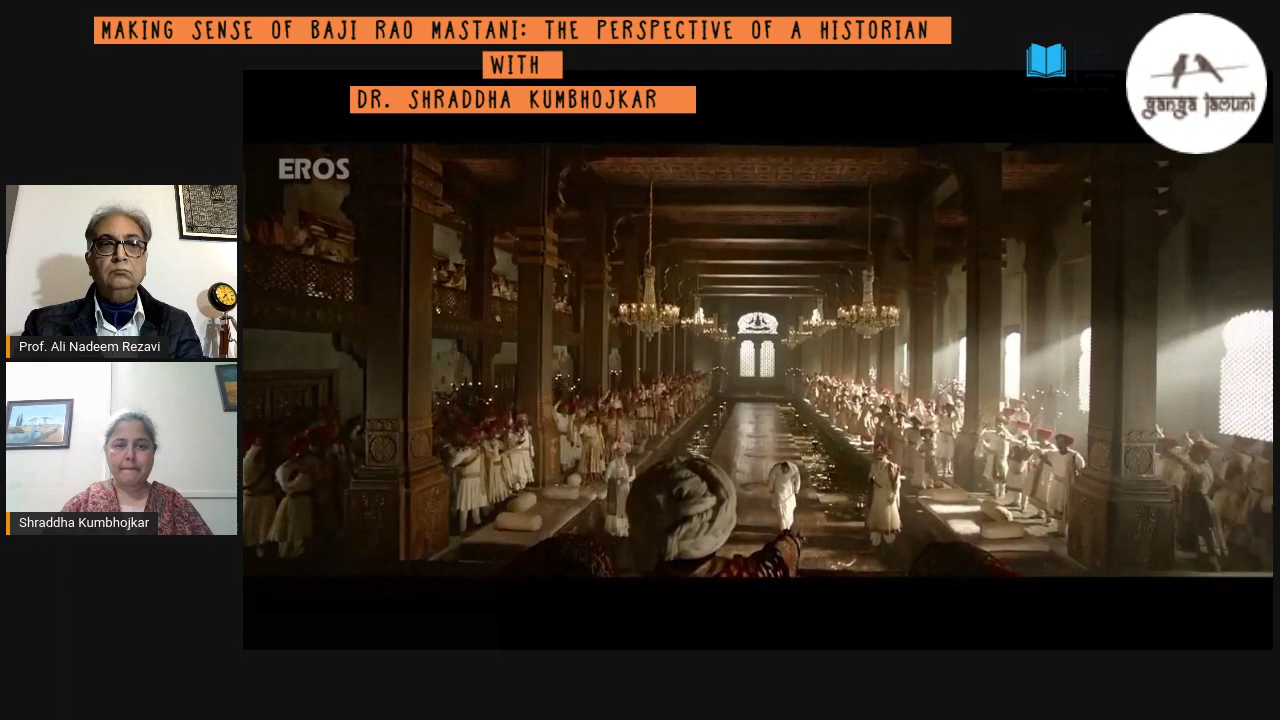 MAKING SENSE OF BAJI RAO MASTANI: THE PERSPECTIVE OF A HISTORIAN
WITH
DR. SHRADDHA KUMBHOJKAR
ganga jamuni
EROS
Prof. Ali Nadeem Rezavi
Shraddha Kumbhojkar